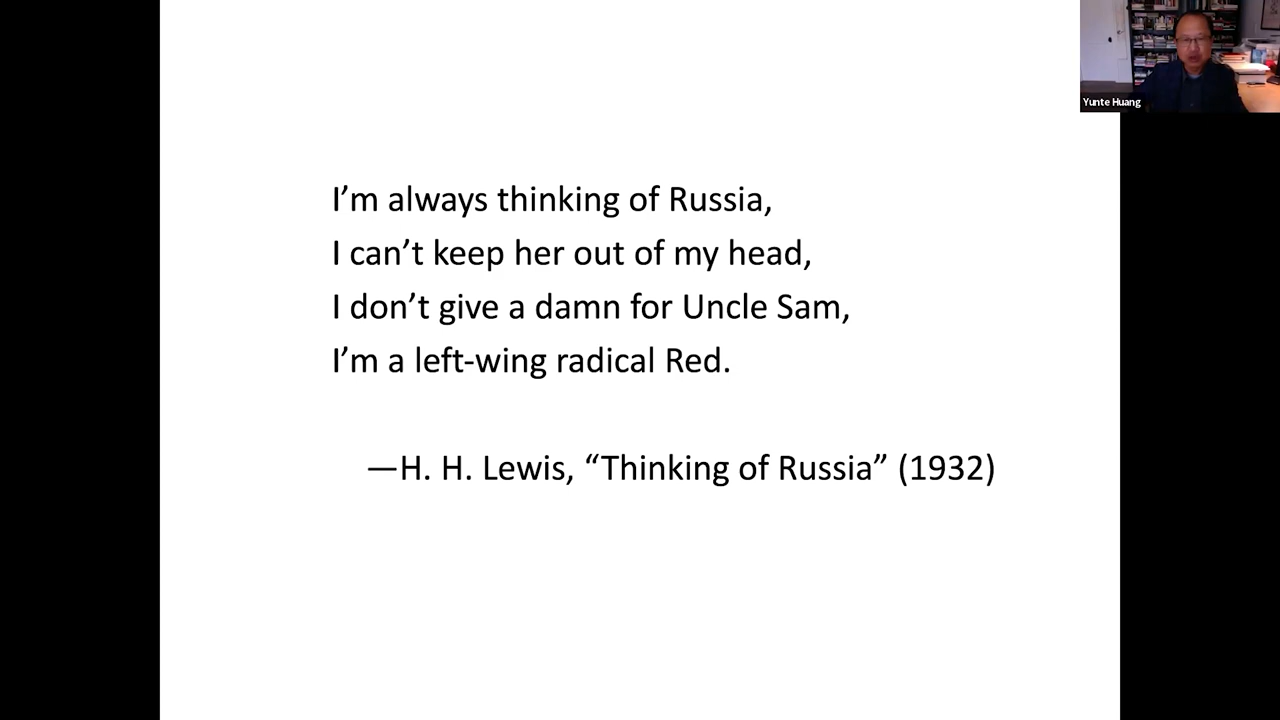 Yunte Huang
I’m always thinking of Russia,
I can’t keep her out of my head,
I don’t give a damn for Uncle Sam,
I’m a left-wing radical Red.
—H. H. Lewis, “Thinking of Russia” (1932)